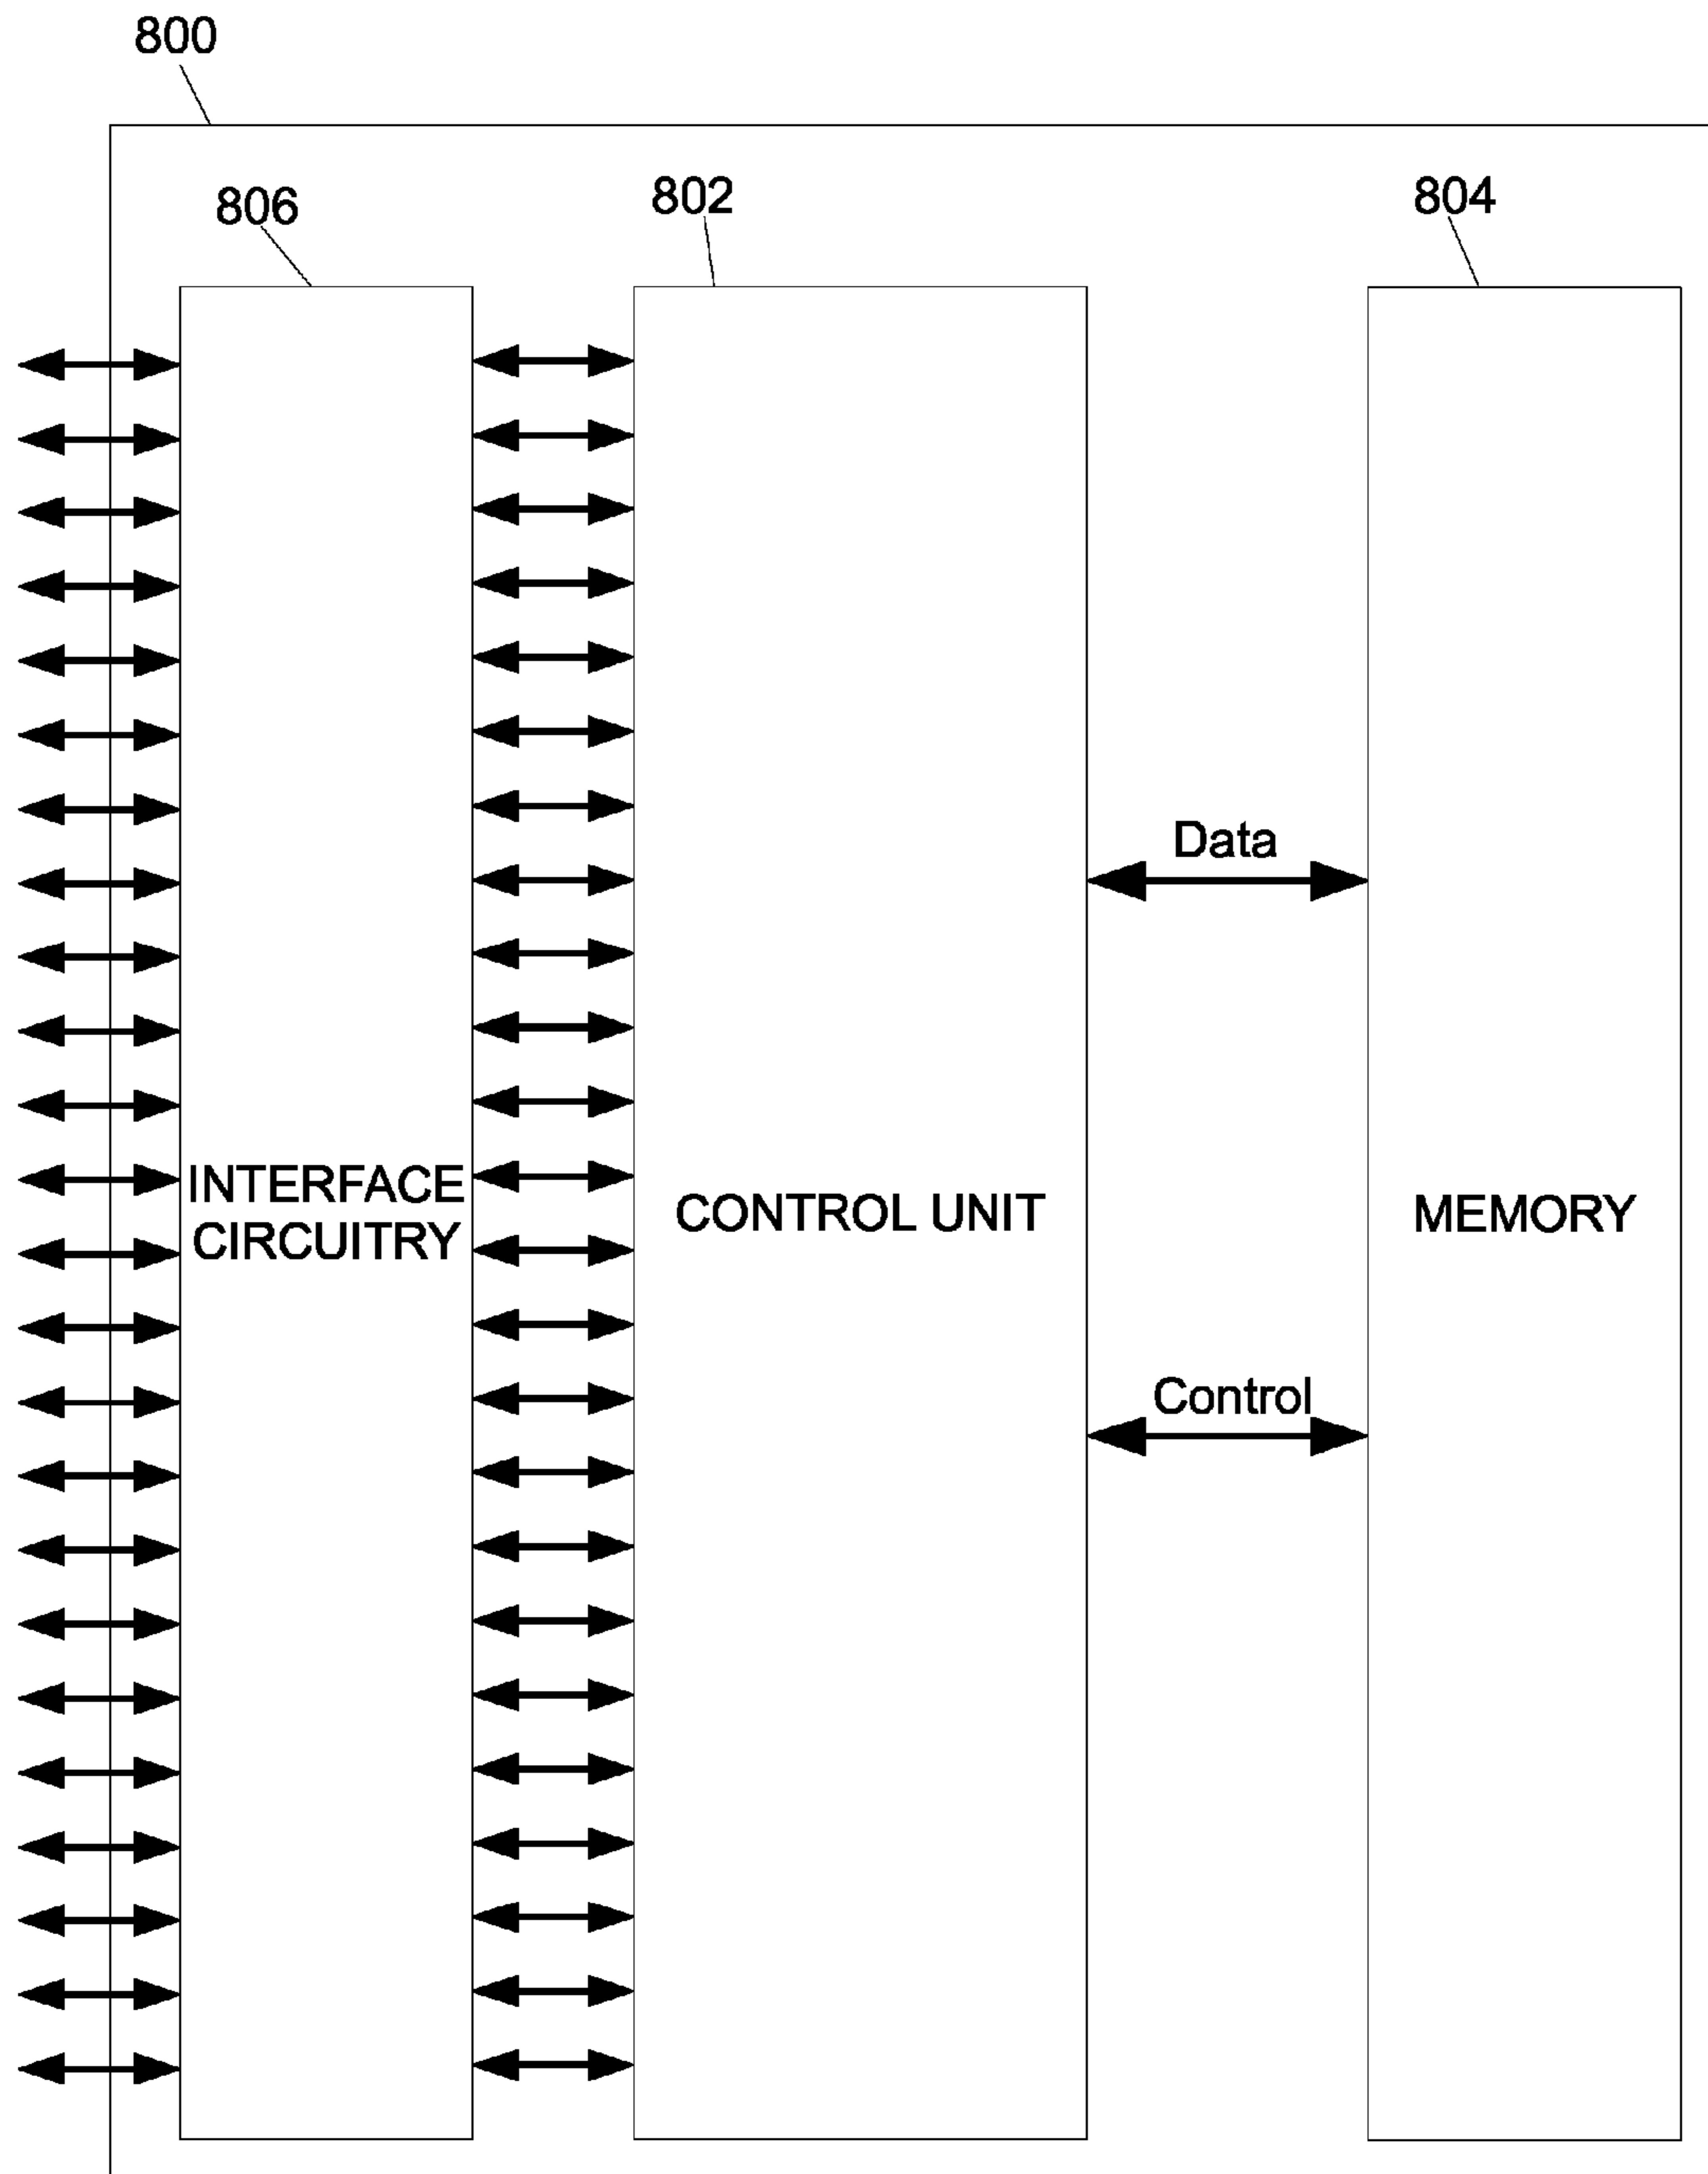 800
806
802
804
Data
INTERFACE
CIRCUITRY
CONTROL UNIT
MEMORY
Control